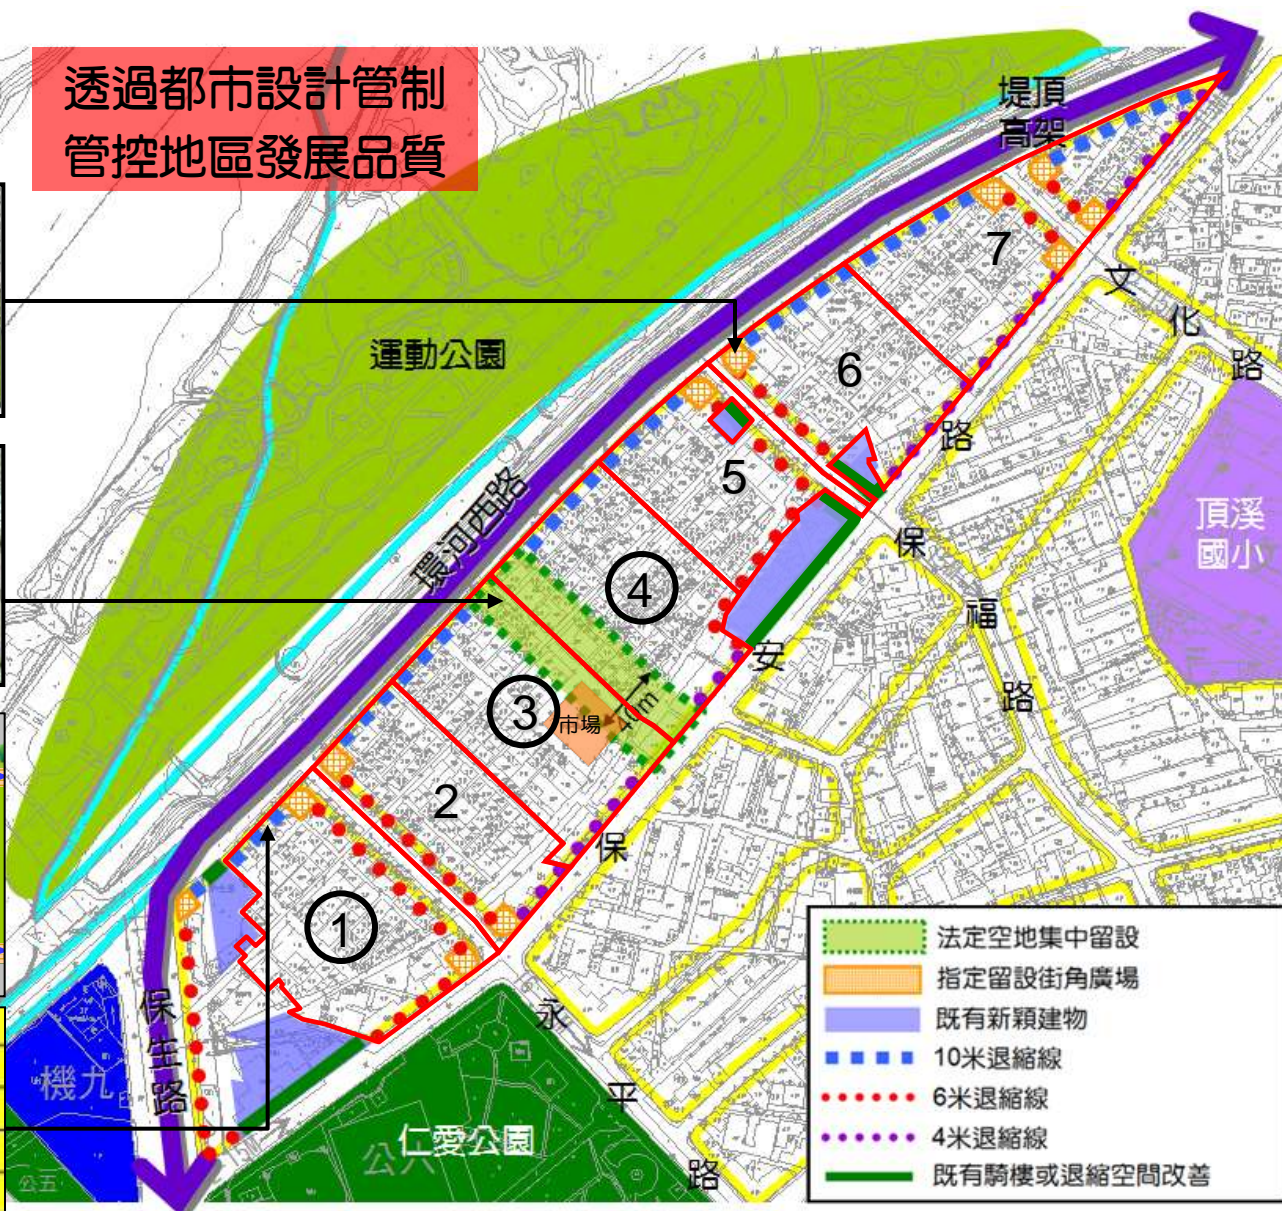 透過都市設計管制
管控地區發展品質
堤頂
高架
運動公園
環河西路
7
6
5
④
③
市場
40m
2
①
文
化
路
路
保
福
路
安
保
頂溪
國小
永
平
路
保
生
路
機九
公五
公六
仁愛公園
法定空地集中留設
指定留設街角廣場
既有新穎建物
10米退縮線
6米退縮線
4米退縮線
既有騎樓或退縮空間改善